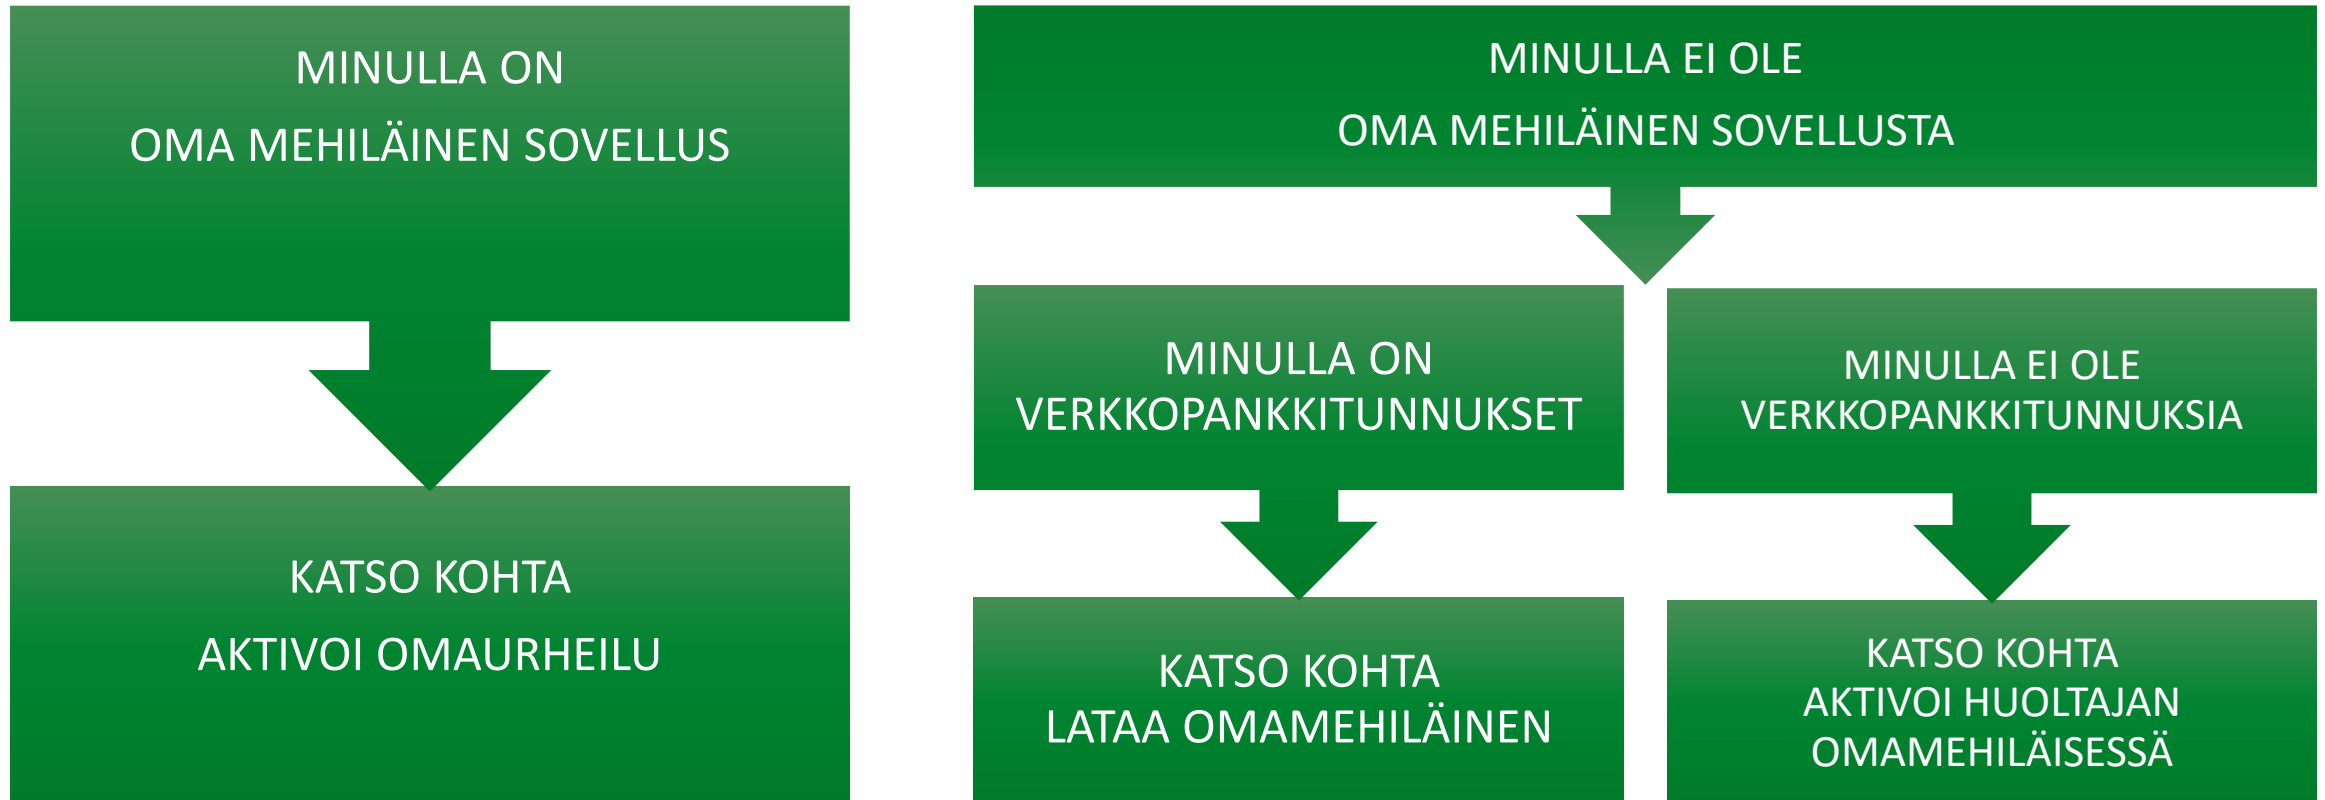 MINULLA ON
OMA MEHILÄINEN SOVELLUS
KATSO KOHTA
AKTIVOI OMAURHEILU
MINULLA EI OLE
OMA MEHILÄINEN SOVELLUSTA
MINULLA ON
VERKKOPANKKITUNNUKSET
KATSO KOHTA
LATAA OMAMEHILÄINEN
MINULLA EI OLE
VERKKOPANKKITUNNUKSIA
KATSO KOHTA
AKTIVOI HUOLTAJAN
OMAMEHILÄISESSÄ